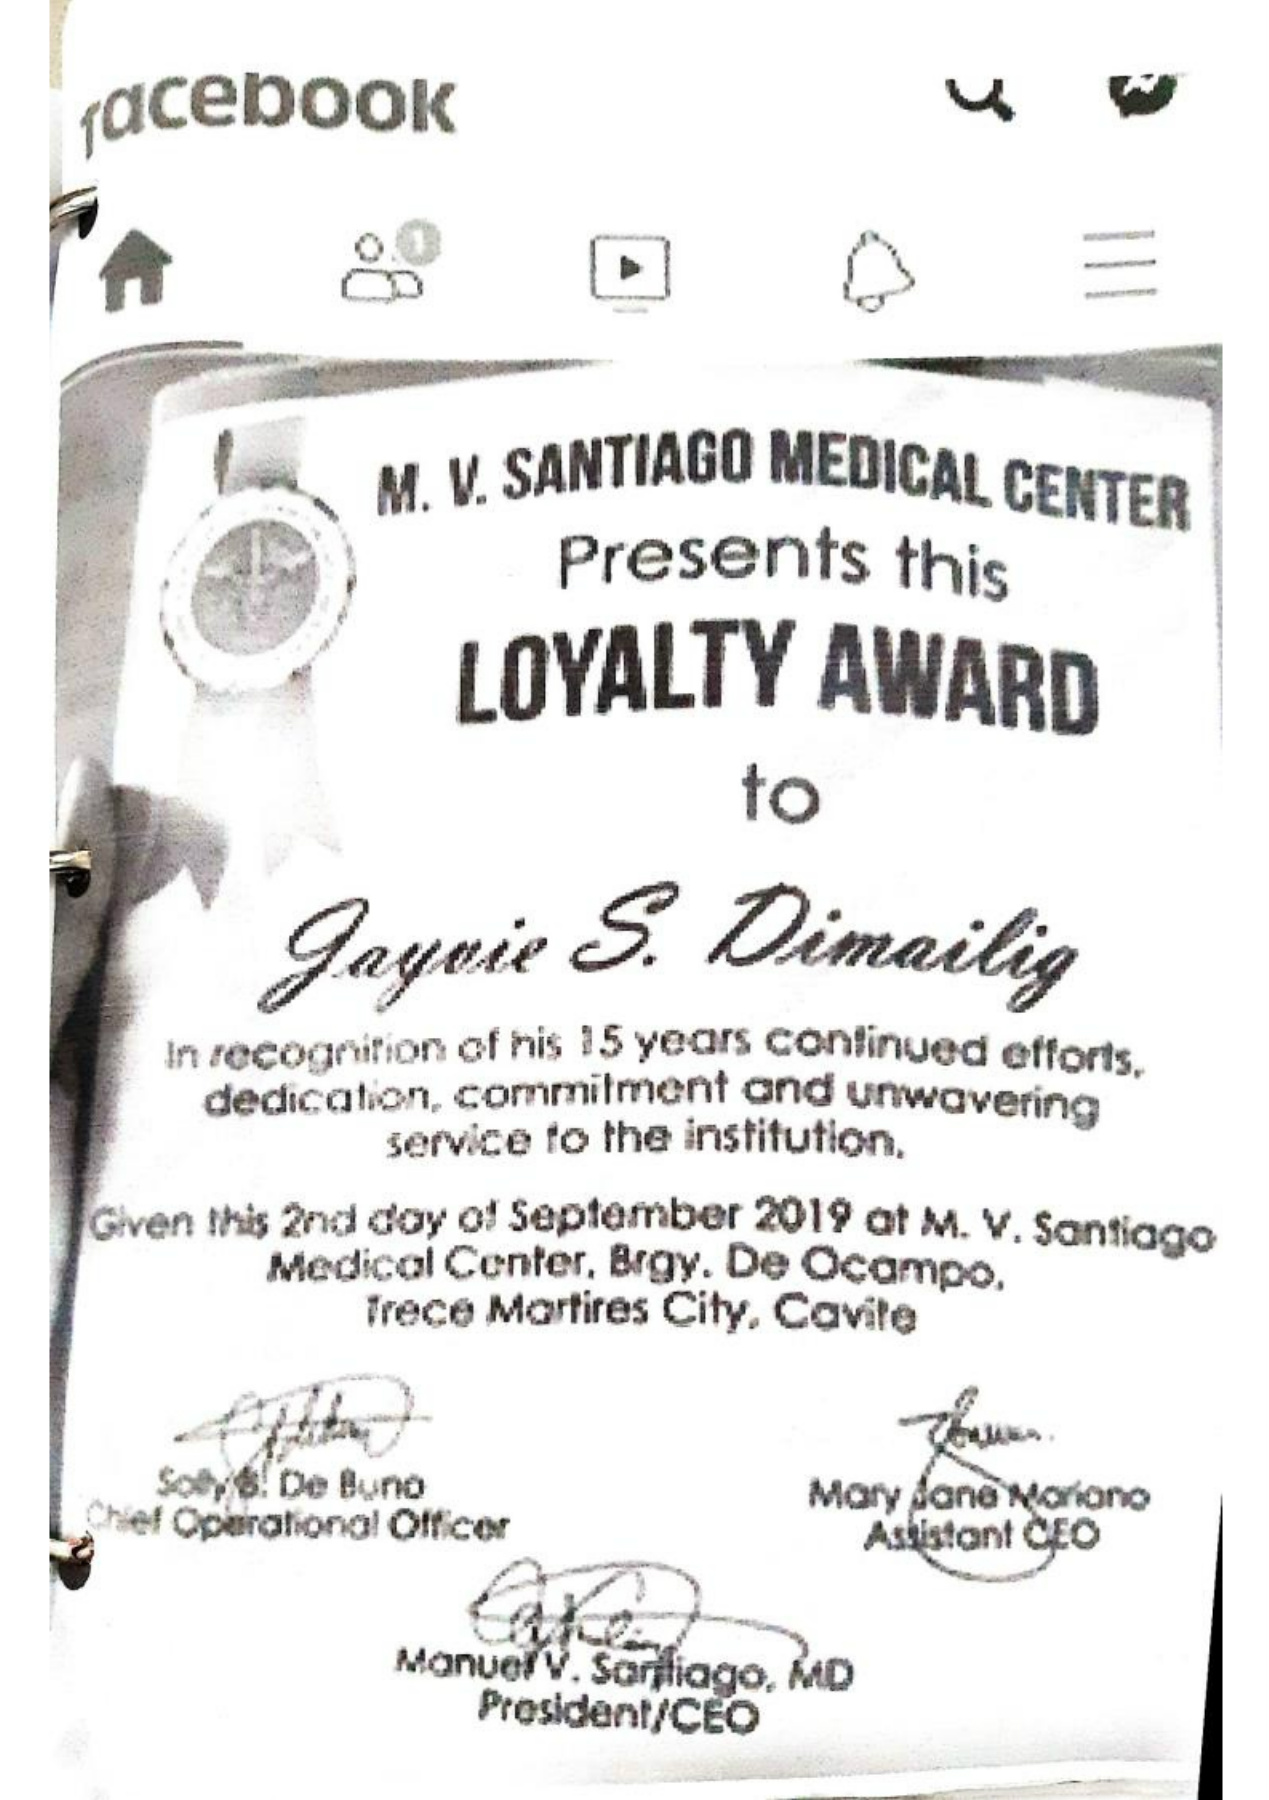 facebook
1
M. V. SANTIAGO MEDICAL CENTER
Presents this
LOYALTY AWARD
to
Jayvie S. Dimailig
In recognition of his 15 years continued efforts,
dedication, commitment and unwavering
service to the institution.
Given this 2nd day of September 2019 at M. V. Santiago
Medical Center, Brgy. De Ocampo,
Trece Martires City, Cavite
De Buno
Chief Operational Officer
Mary Jane Mariano
Assistant CEO
Manuel V. Santiago, MD
President/CEO